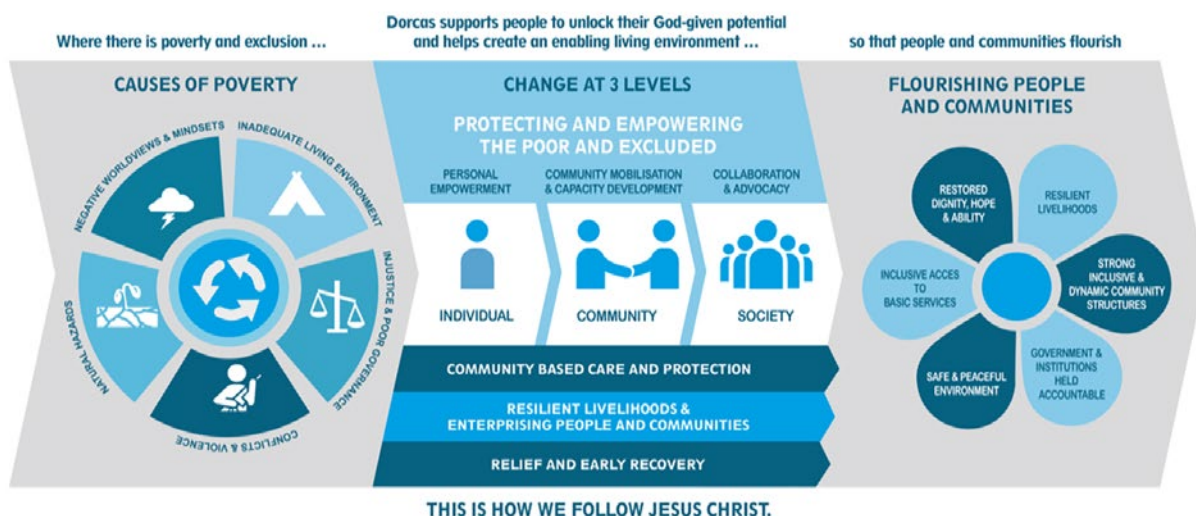 Where there is poverty and exclusion ...
Dorcas supports people to unlock their God-given potential
and helps create an enabling living environment ...
so that people and communities flourish
CAUSES OF POVERTY
NEGATIVE WORLDVIEWS & MINDSETS
INADEQUATE LIVING ENVIRONMENT
INJUSTICE & POOR GOVERNANCE
CONFLICTS & VIOLENCE
NATURAL HAZARDS
CHANGE AT 3 LEVELS
PROTECTING AND EMPOWERING
THE POOR AND EXCLUDED
PERSONAL
EMPOWERMENT
COMMUNITY MOBILISATION
& CAPACITY DEVELOPMENT
COLLABORATION
& ADVOCACY
INDIVIDUAL
COMMUNITY
SOCIETY
COMMUNITY BASED CARE AND PROTECTION
RESILIENT LIVELIHOODS &
ENTERPRISING PEOPLE AND COMMUNITIES
RELIEF AND EARLY RECOVERY
FLOURISHING PEOPLE
AND COMMUNITIES
RESTORED
DIGNITY, HOPE
& ABILITY
RESILIENT
LIVELIHOODS
STRONG
INCLUSIVE &
DYNAMIC COMMUNITY
STRUCTURES
GOVERNMENT &
INSTITUTIONS
HELD
ACCOUNTABLE
SAFE & PEACEFUL
ENVIRONMENT
INCLUSIVE ACCES
TO
BASIC SERVICES
THIS IS HOW WE FOLLOW JESUS CHRIST.